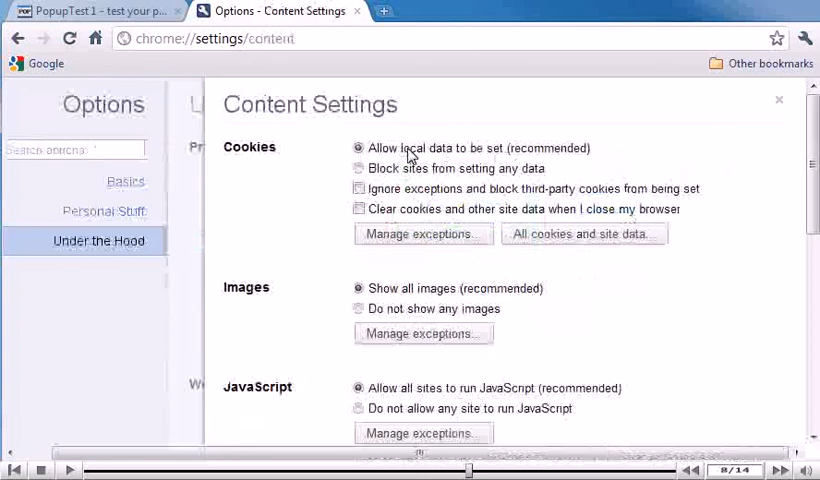 PopupTest 1 - test your p...
Options - Content Settings
chrome://settings/content
Google
Other bookmarks
Options
Content Settings
Search options
Basics
Personal Stuff
Under the Hood
Cookies
Allow local data to be set (recommended)
Block sites from setting any data
Ignore exceptions and block third-party cookies from being set
Clear cookies and other site data when I close my browser
Manage exceptions...
All cookies and site data...
Images
Show all images (recommended)
Do not show any images
Manage exceptions...
JavaScript
Allow all sites to run JavaScript (recommended)
Do not allow any site to run JavaScript
Manage exceptions...
8/14